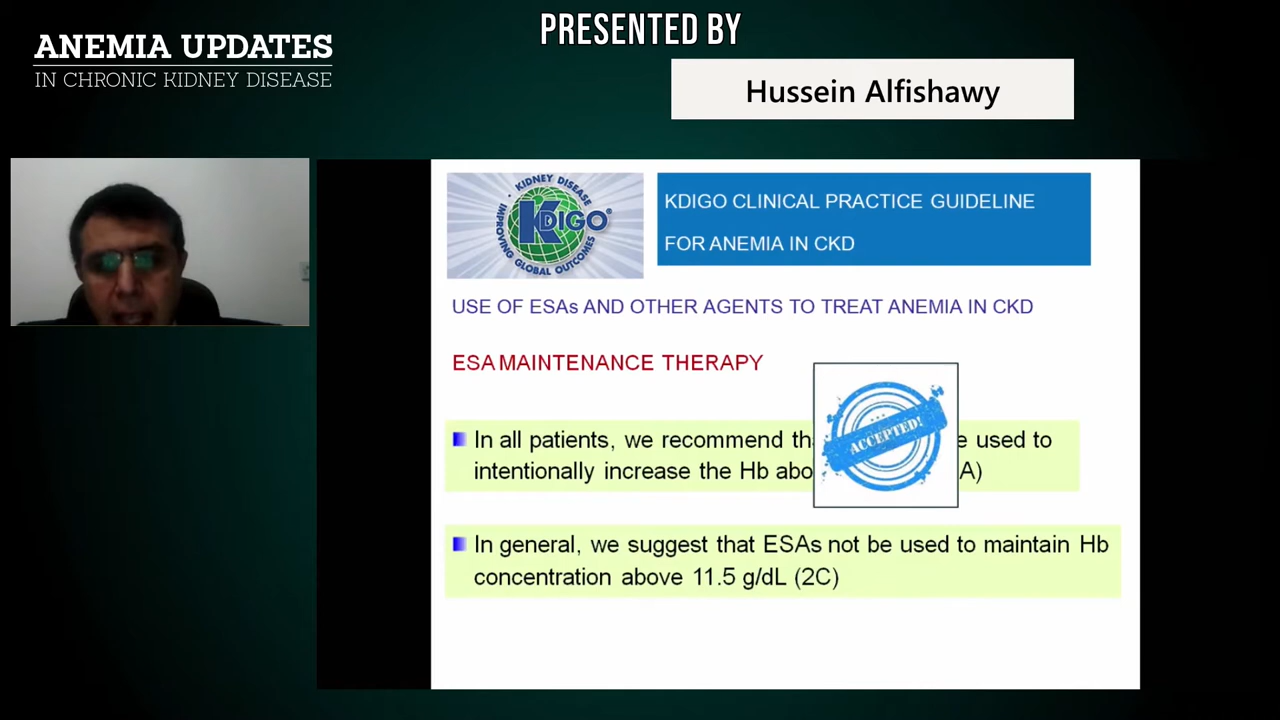 PRESENTED BY
ANEMIA UPDATES
IN CHRONIC KIDNEY DISEASE
Hussein Alfishawy
KIDNEY DISEASE
KDIGO®
IMPROVING GLOBAL OUTCOMES
KDIGO CLINICAL PRACTICE GUIDELINE
FOR ANEMIA IN CKD
USE OF ESAs AND OTHER AGENTS TO TREAT ANEMIA IN CKD
ESA MAINTENANCE THERAPY
In all patients, we recommend used to
intentionally increase the Hb A)
ACCEPTED!
In general, we suggest that ESAs not be used to maintain Hb
concentration above 11.5 g/dL (2C)